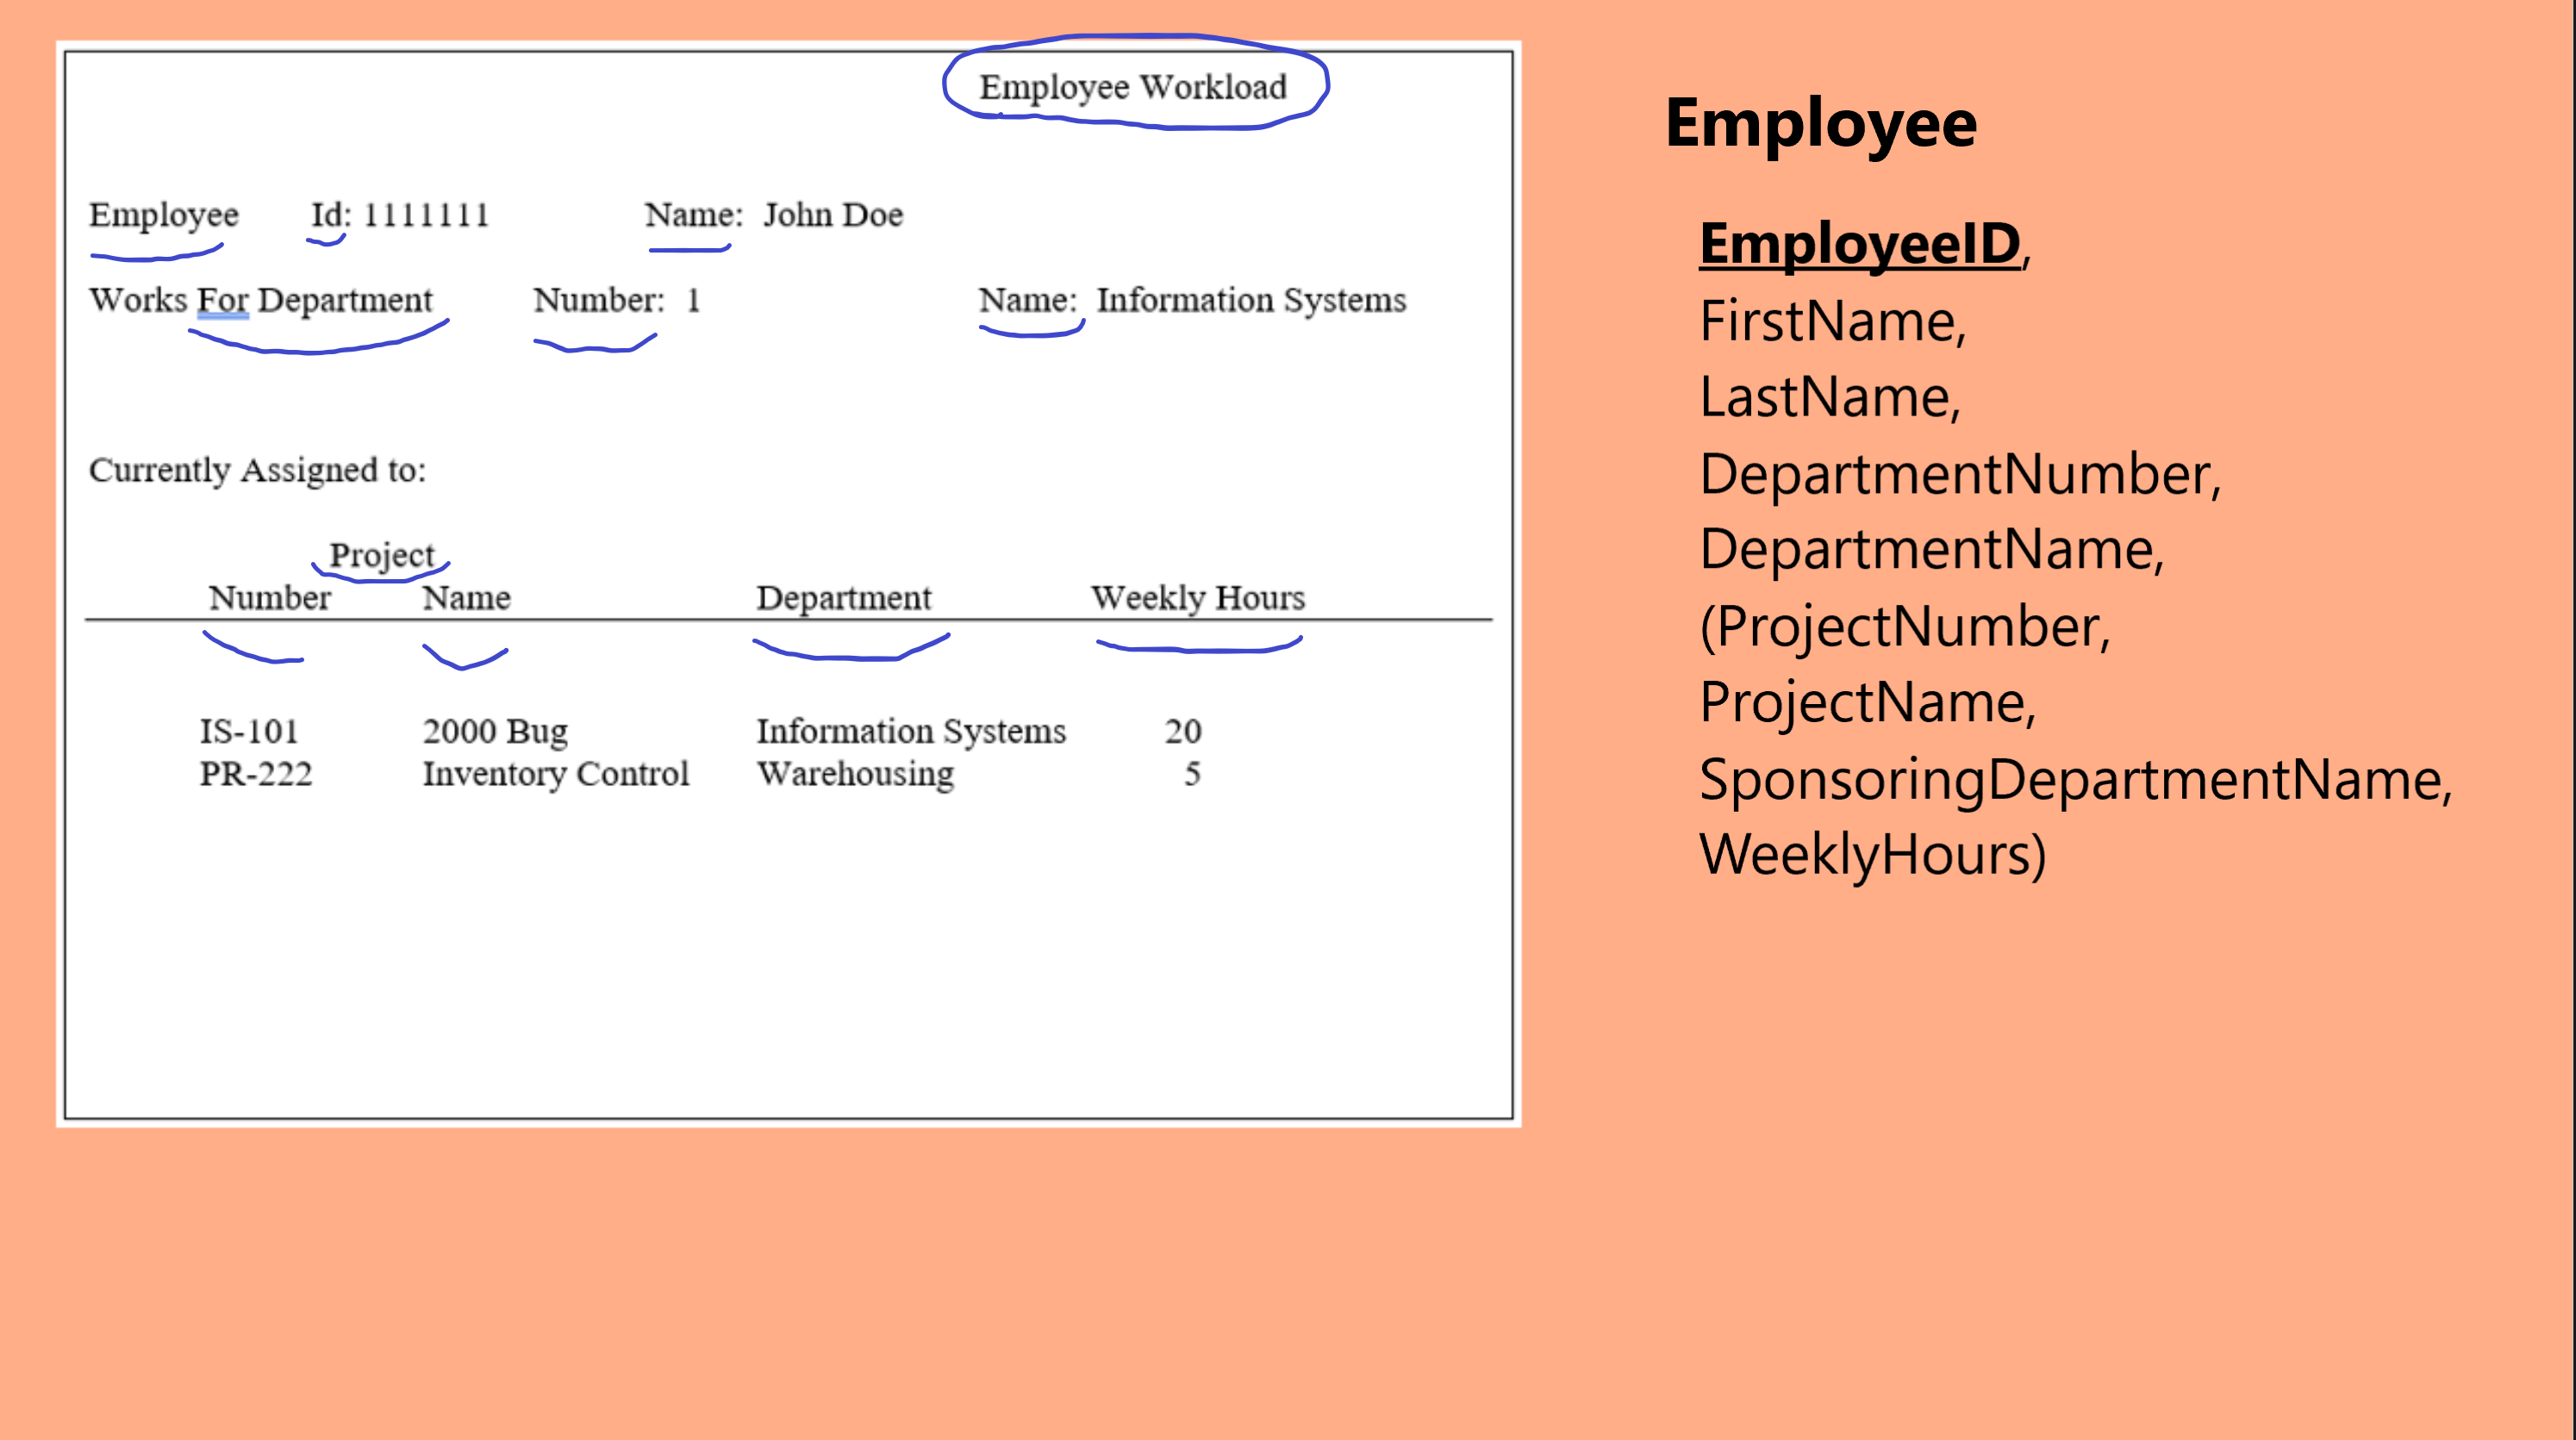 Employee Workload
Employee Id: 1111111 Name: John Doe
Works For Department Number: 1 Name: Information Systems
Currently Assigned to:
Project
Number Name Department Weekly Hours
IS-101 2000 Bug Information Systems 20
PR-222 Inventory Control Warehousing 5
Employee
EmployeeID,
FirstName,
LastName,
DepartmentNumber,
DepartmentName,
(ProjectNumber,
ProjectName,
SponsoringDepartmentName,
WeeklyHours)